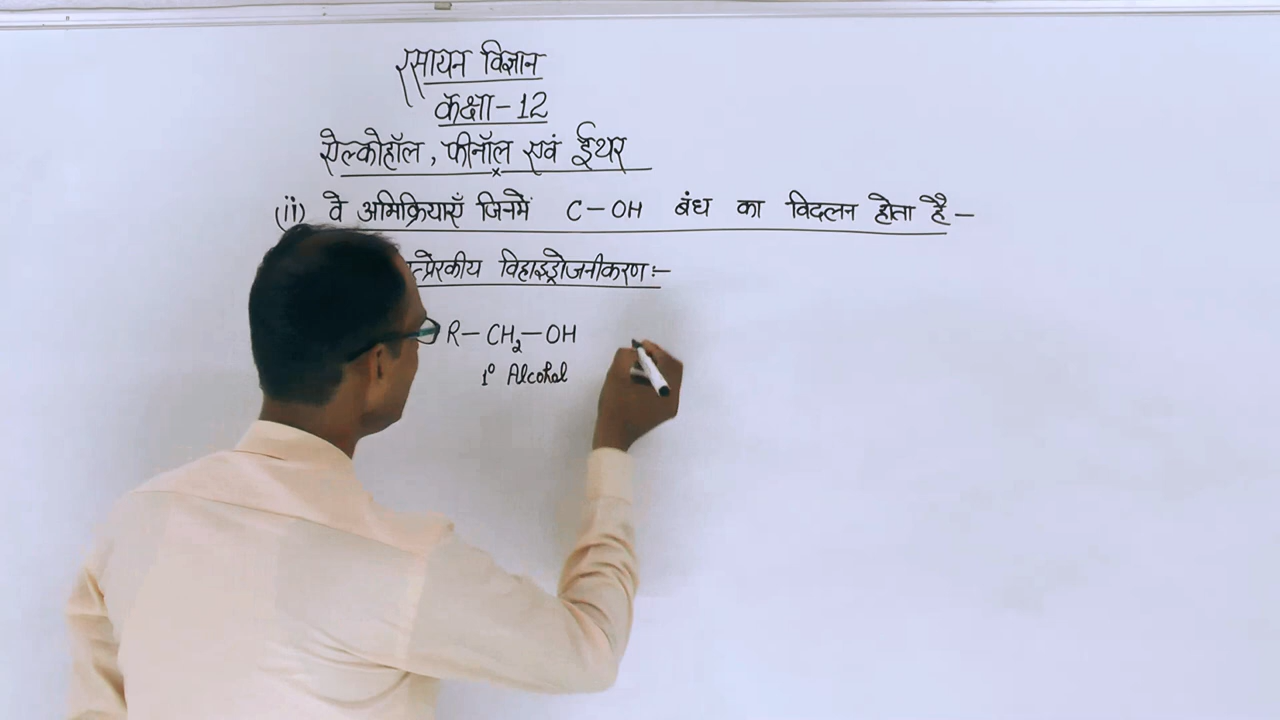 रसायन विज्ञान
कक्षा-12
ऐल्कोहॉल, फीनॉल एवं ईथर
(ii) वे अभिक्रियाएँ जिनमें C-OH बंध का विदलन होता है-
विहाइड्रोजनीकरण:-
R-CH₂-OH
1° Alcohol